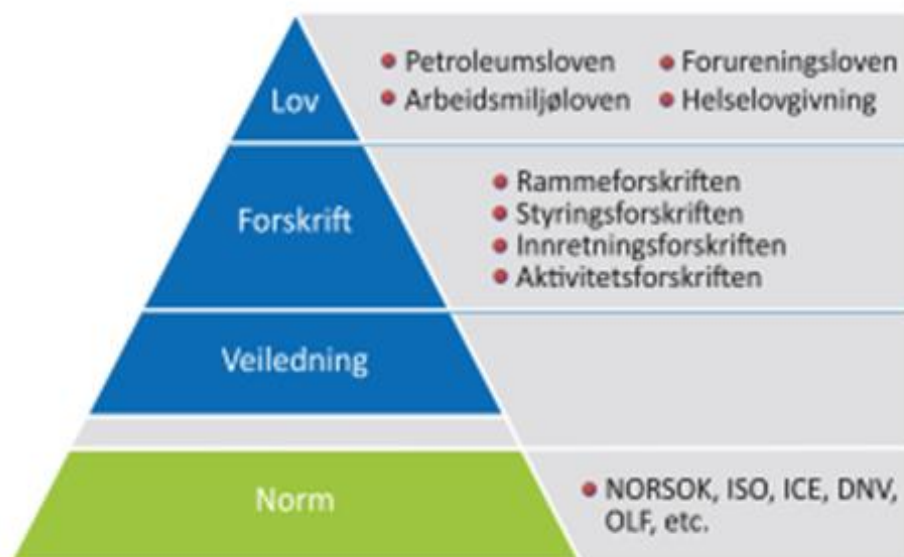 Lov
• Petroleumsloven • Forureningsloven
• Arbeidsmiljøloven • Helselovgivning
Forskrift
• Rammeforskriften
• Styringsforskriften
• Innretningsforskriften
• Aktivitetsforskriften
Veiledning
Norm
• NORSOK, ISO, ICE, DNV,
OLF, etc.